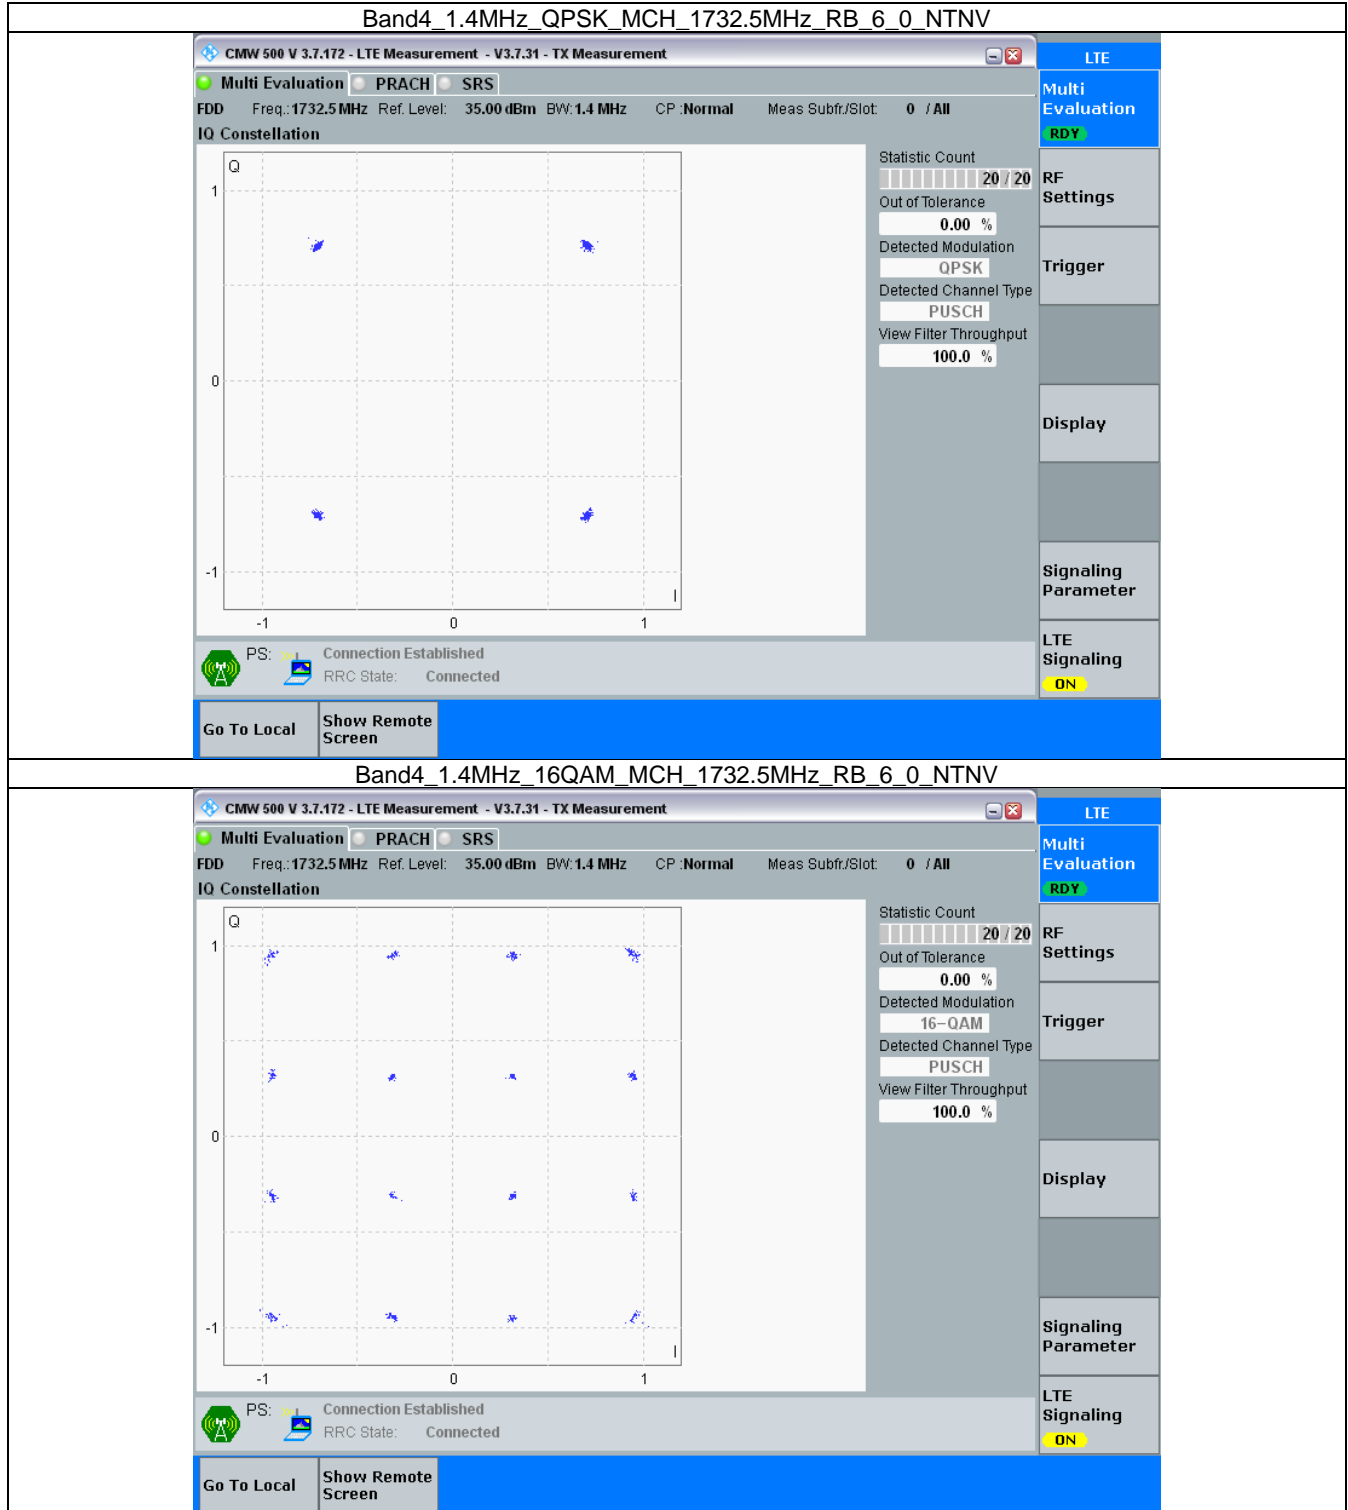 Band4_1.4MHz_QPSK_MCH_1732.5MHz_RB_6_0_NTNV
CMW 500 V 3.7.172 - LTE Measurement - V3.7.31 - TX Measurement
LTE
Multi Evaluation PRACH SRS
FDD Freq.: 1732.5 MHz Ref. Level: 35.00 dBm BW: 1.4 MHz CP : Normal Meas Subfr./Slot: 0 / All
IQ Constellation
Q
1
0
-1
I
-1 0 1
Statistic Count
20 / 20
Out of Tolerance
0.00 %
Detected Modulation
QPSK
Detected Channel Type
PUSCH
View Filter Throughput
100.0 %
Multi
Evaluation
RDY
RF
Settings
Trigger
Display
Signaling
Parameter
LTE
Signaling
ON
PS: Connection Established
RRC State: Connected
Go To Local
Show Remote
Screen
Band4_1.4MHz_16QAM_MCH_1732.5MHz_RB_6_0_NTNV
CMW 500 V 3.7.172 - LTE Measurement - V3.7.31 - TX Measurement
LTE
Multi Evaluation PRACH SRS
FDD Freq.: 1732.5 MHz Ref. Level: 35.00 dBm BW: 1.4 MHz CP : Normal Meas Subfr./Slot: 0 / All
IQ Constellation
Q
1
0
-1
I
-1 0 1
Statistic Count
20 / 20
Out of Tolerance
0.00 %
Detected Modulation
16-QAM
Detected Channel Type
PUSCH
View Filter Throughput
100.0 %
Multi
Evaluation
RDY
RF
Settings
Trigger
Display
Signaling
Parameter
LTE
Signaling
ON
PS: Connection Established
RRC State: Connected
Go To Local
Show Remote
Screen